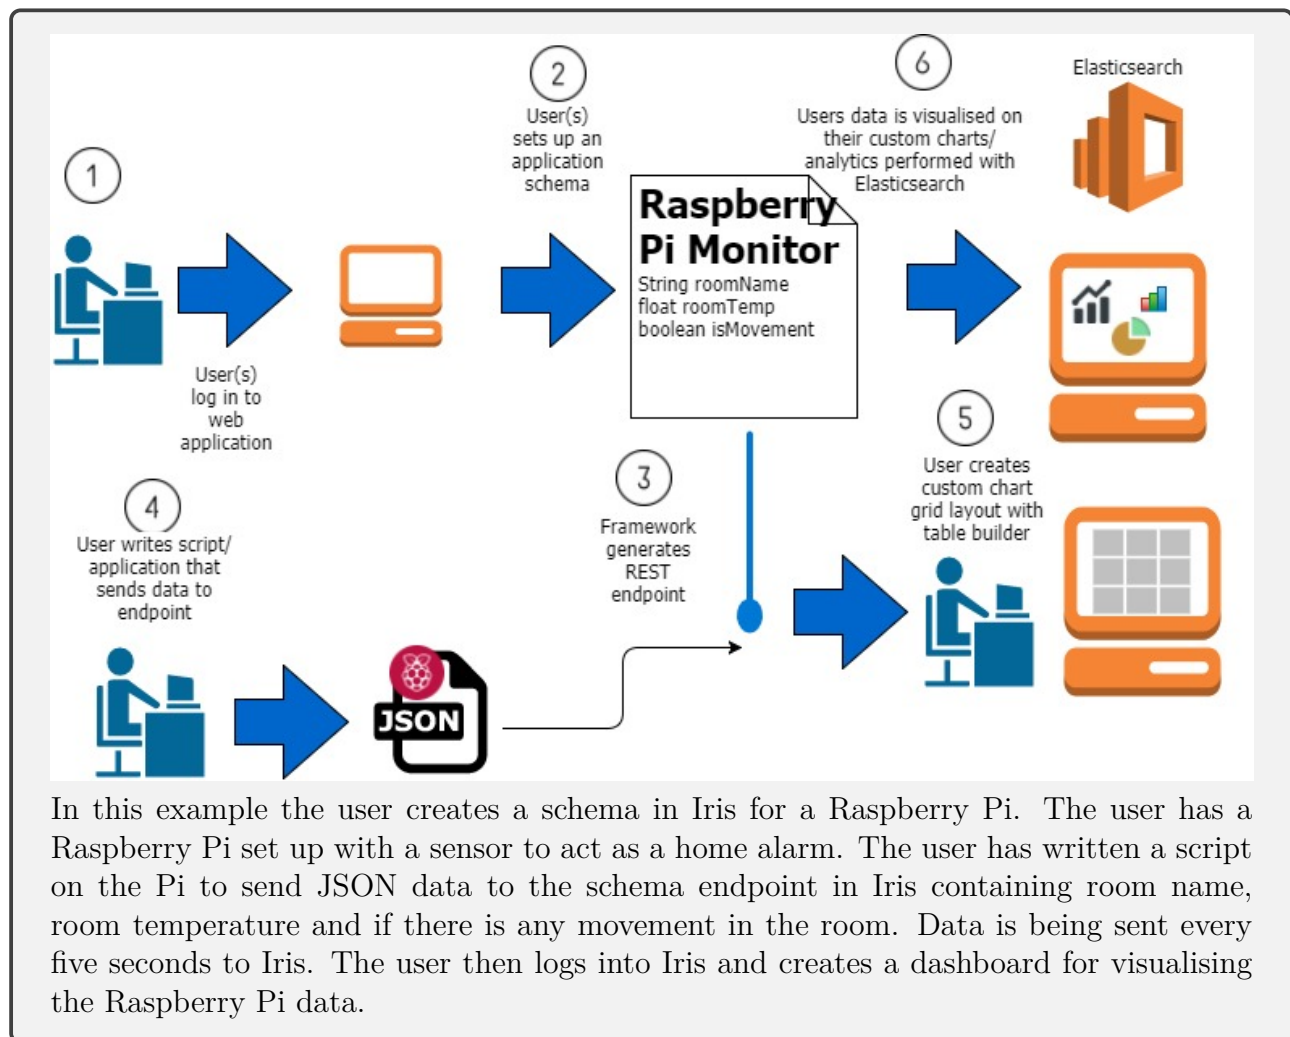 1
User(s)
log in to
web
application
2
User(s)
sets up an
application
schema
Raspberry
Pi Monitor
String roomName
float roomTemp
boolean isMovement
3
Framework
generates
REST
endpoint
4
User writes script/
application that
sends data to
endpoint
JSON
5
User creates
custom chart
grid layout with
table builder
6
Users data is visualised on
their custom charts/
analytics performed with
Elasticsearch
Elasticsearch
In this example the user creates a schema in Iris for a Raspberry Pi. The user has a
Raspberry Pi set up with a sensor to act as a home alarm. The user has written a script
on the Pi to send JSON data to the schema endpoint in Iris containing room name,
room temperature and if there is any movement in the room. Data is being sent every
five seconds to Iris. The user then logs into Iris and creates a dashboard for visualising
the Raspberry Pi data.